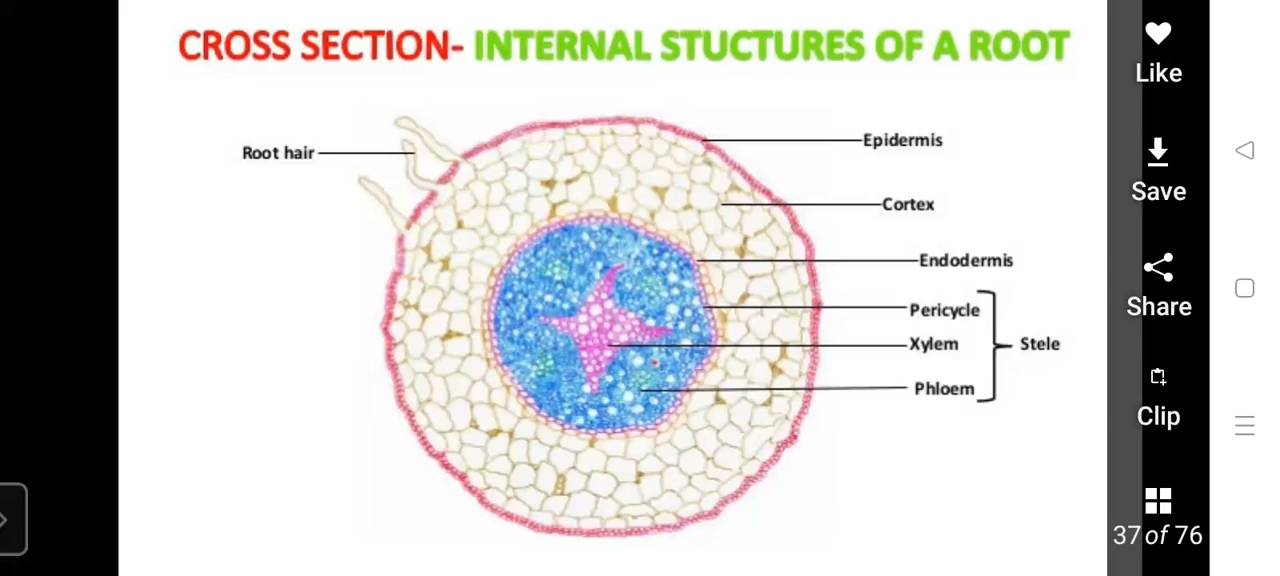 CROSS SECTION- INTERNAL STUCTURES OF A ROOT
Root hair
Epidermis
Cortex
Endodermis
Pericycle
Xylem
Stele
Phloem
Like
Save
Share
Clip
37 of 76